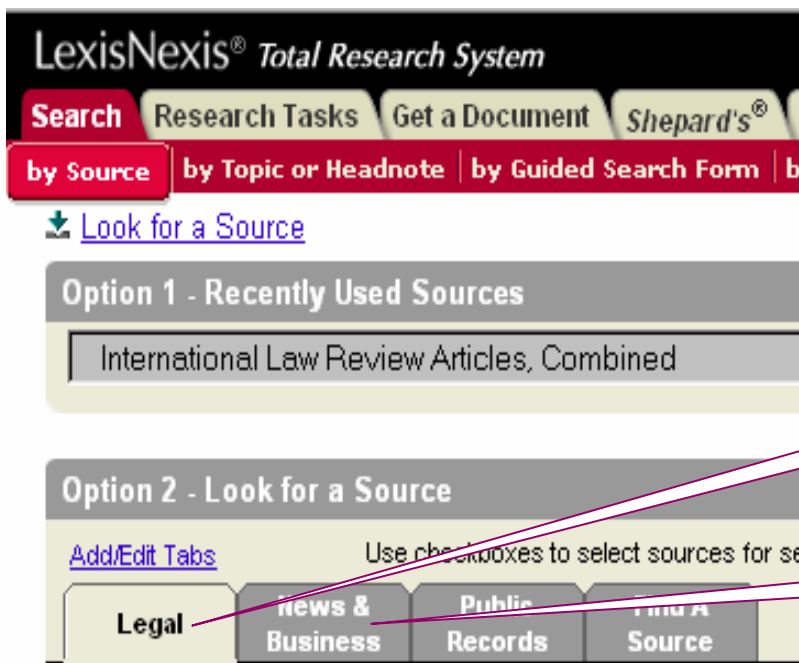 LexisNexis® Total Research System
Search Research Tasks Get a Document Shepard's®
by Source by Topic or Headnote by Guided Search Form
Look for a Source
Option 1 - Recently Used Sources
International Law Review Articles, Combined
Option 2 - Look for a Source
Add/Edit Tabs Use checkboxes to select sources for
Legal News & Business Public Records Find A Source